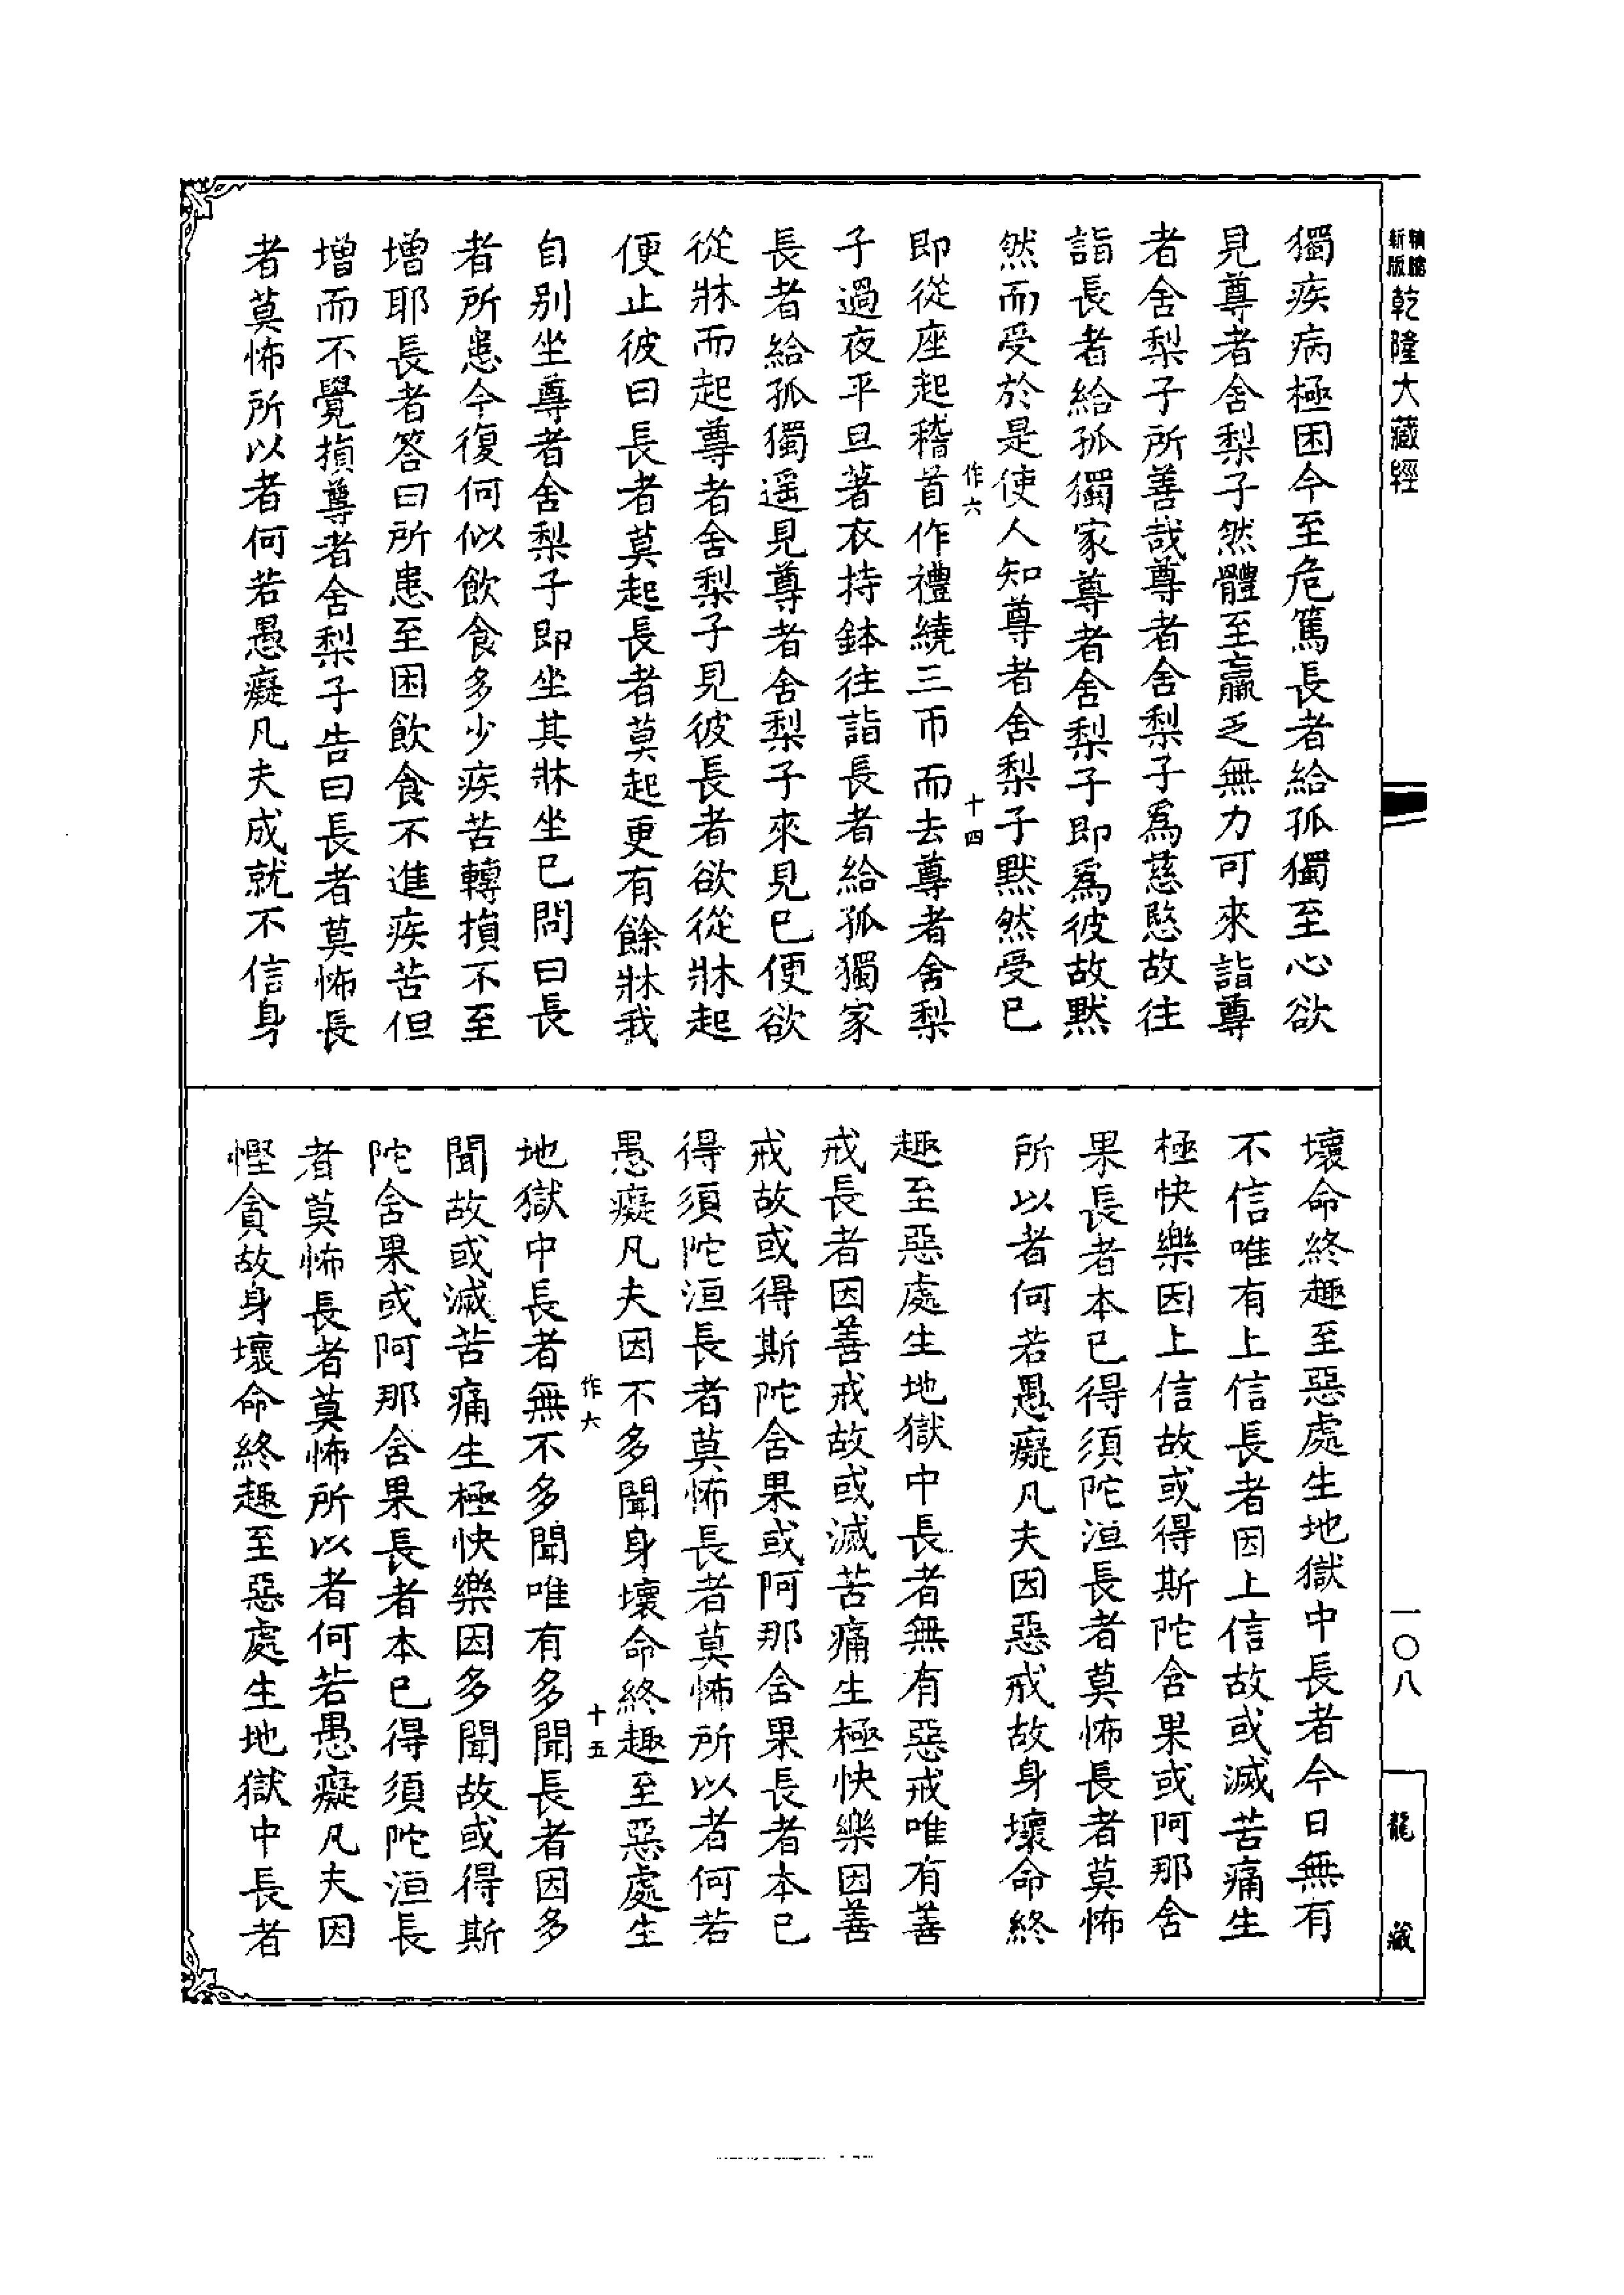 精縮
新版
乾隆大藏經
一〇八
龍藏
獨疾病極困今至危篤長者給孤獨至心欲
見尊者舍梨子然體至羸乏無力可來詣尊
者舍梨子所善哉尊者舍梨子爲慈愍故往
詣長者給孤獨家尊者舍梨子即爲彼故默
然而受於是使人知尊者舍梨子默然受已
作六
十四
即從座起稽首作禮繞三帀而去尊者舍梨
子過夜平旦著衣持鉢往詣長者給孤獨家
長者給孤獨遥見尊者舍梨子來見已便欲
從牀而起尊者舍梨子見彼長者欲從牀起
便止彼曰長者莫起長者莫起更有餘牀我
自别坐尊者舍梨子即坐其牀坐已問曰長
者所患今復何似飲食多少疾苦轉損不至
增耶長者答曰所患至困飲食不進疾苦但
增而不覺損尊者舍梨子告曰長者莫怖長
者莫怖所以者何若愚癡凡夫成就不信身
壞命終趣至惡處生地獄中長者今日無有
不信唯有上信長者因上信故或滅苦痛生
極快樂因上信故或得斯陀含果或阿那含
果長者本已得須陀洹長者莫怖長者莫怖
所以者何若愚癡凡夫因惡戒故身壞命終
趣至惡處生地獄中長者無有惡戒唯有善
戒長者因善戒故或滅苦痛生極快樂因善
戒故或得斯陀含果或阿那含果長者本已
得須陀洹長者莫怖長者莫怖所以者何若
愚癡凡夫因不多聞身壞命終趣至惡處生
作六
十五
地獄中長者無不多聞唯有多聞長者因多
聞故或滅苦痛生極快樂因多聞故或得斯
陀含果或阿那含果長者本已得須陀洹長
者莫怖長者莫怖所以者何若愚癡凡夫因
慳貪故身壞命終趣至惡處生地獄中長者